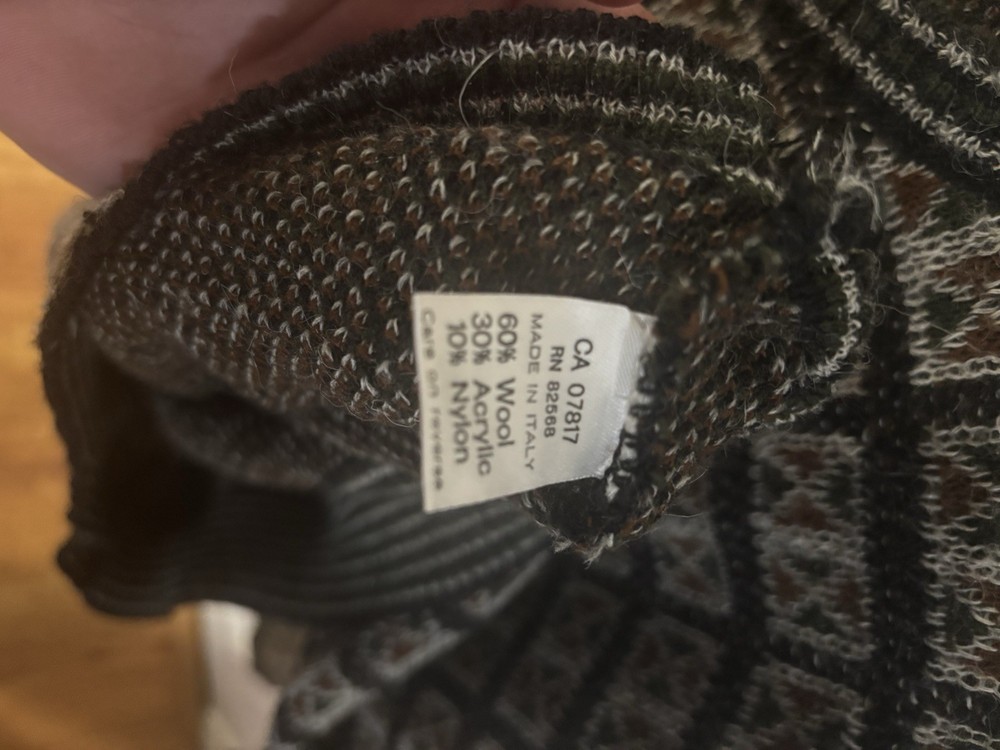 CA 07817
RN 82568
MADE IN ITALY
60% Wool
30% Acrylic
10% Nylon
Care on reverse